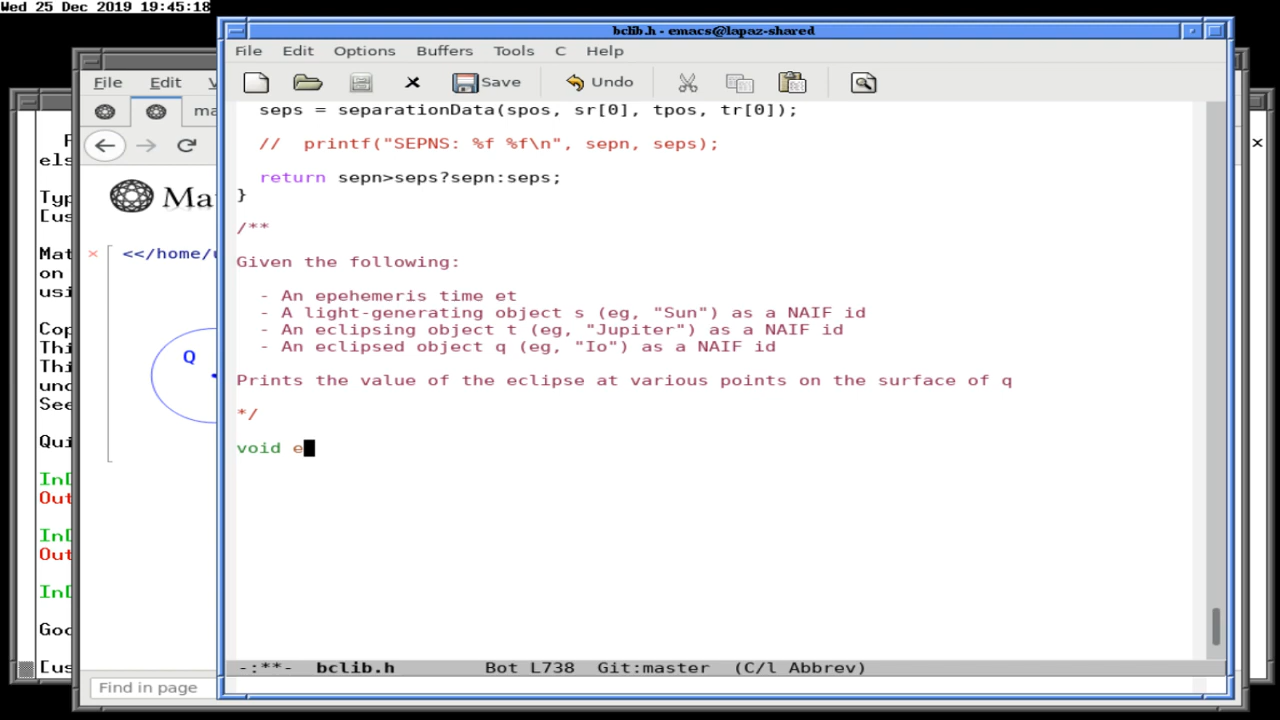 Wed 25 Dec 2019 19:45:18
bclib.h - emacs@lapaz-shared
File Edit Options Buffers Tools C Help
Save Undo
seps = separationData(spos, sr[0], tpos, tr[0]);
// printf("SEPNS: %f %f\n", sepn, seps);
return sepn>seps?sepn:seps;
}
/**
Given the following:
- An epehemeris time et
- A light-generating object s (eg, "Sun") as a NAIF id
- An eclipsing object t (eg, "Jupiter") as a NAIF id
- An eclipsed object q (eg, "Io") as a NAIF id
Prints the value of the eclipse at various points on the surface of q
*/
void e
-:**- bclib.h Bot L738 Git:master (C/l Abbrev)
File Edit
<</home/
Q
Find in page
els
on